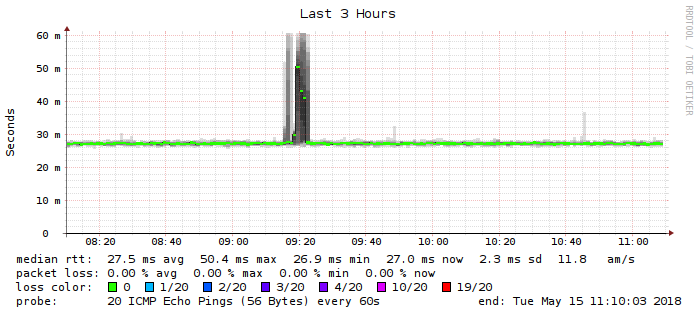 Last 3 Hours
RRDTOOL / TOBI OETIKER
Seconds
60 m
50 m
40 m
30 m
20 m
10 m
0
08:20 08:40 09:00 09:20 09:40 10:00 10:20 10:40 11:00
median rtt: 27.5 ms avg 50.4 ms max 26.9 ms min 27.0 ms now 2.3 ms sd 11.8 am/s
packet loss: 0.00 % avg 0.00 % max 0.00 % min 0.00 % now
loss color: 0 1/20 2/20 3/20 4/20 10/20 19/20
probe: 20 ICMP Echo Pings (56 Bytes) every 60s end: Tue May 15 11:10:03 2018